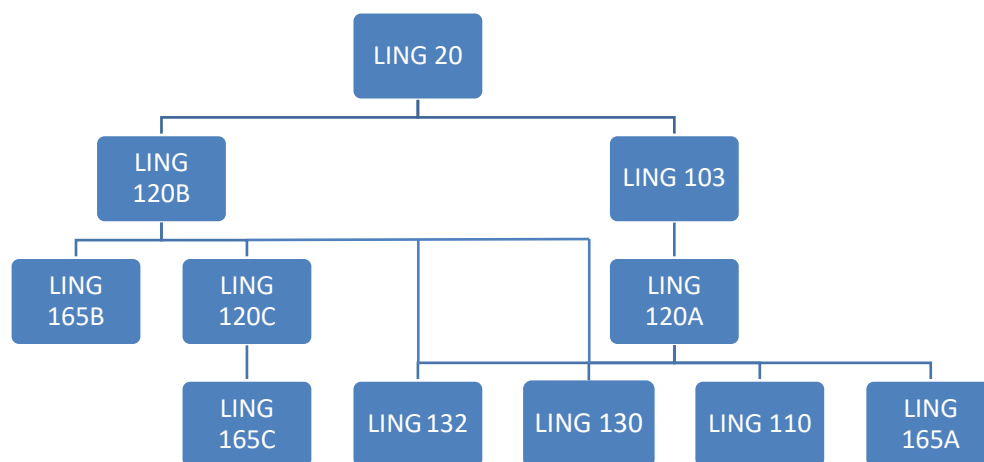 LING 20
LING
120B
LING 103
LING
165B
LING
120C
LING
120A
LING
165C
LING 132
LING 130
LING 110
LING
165A